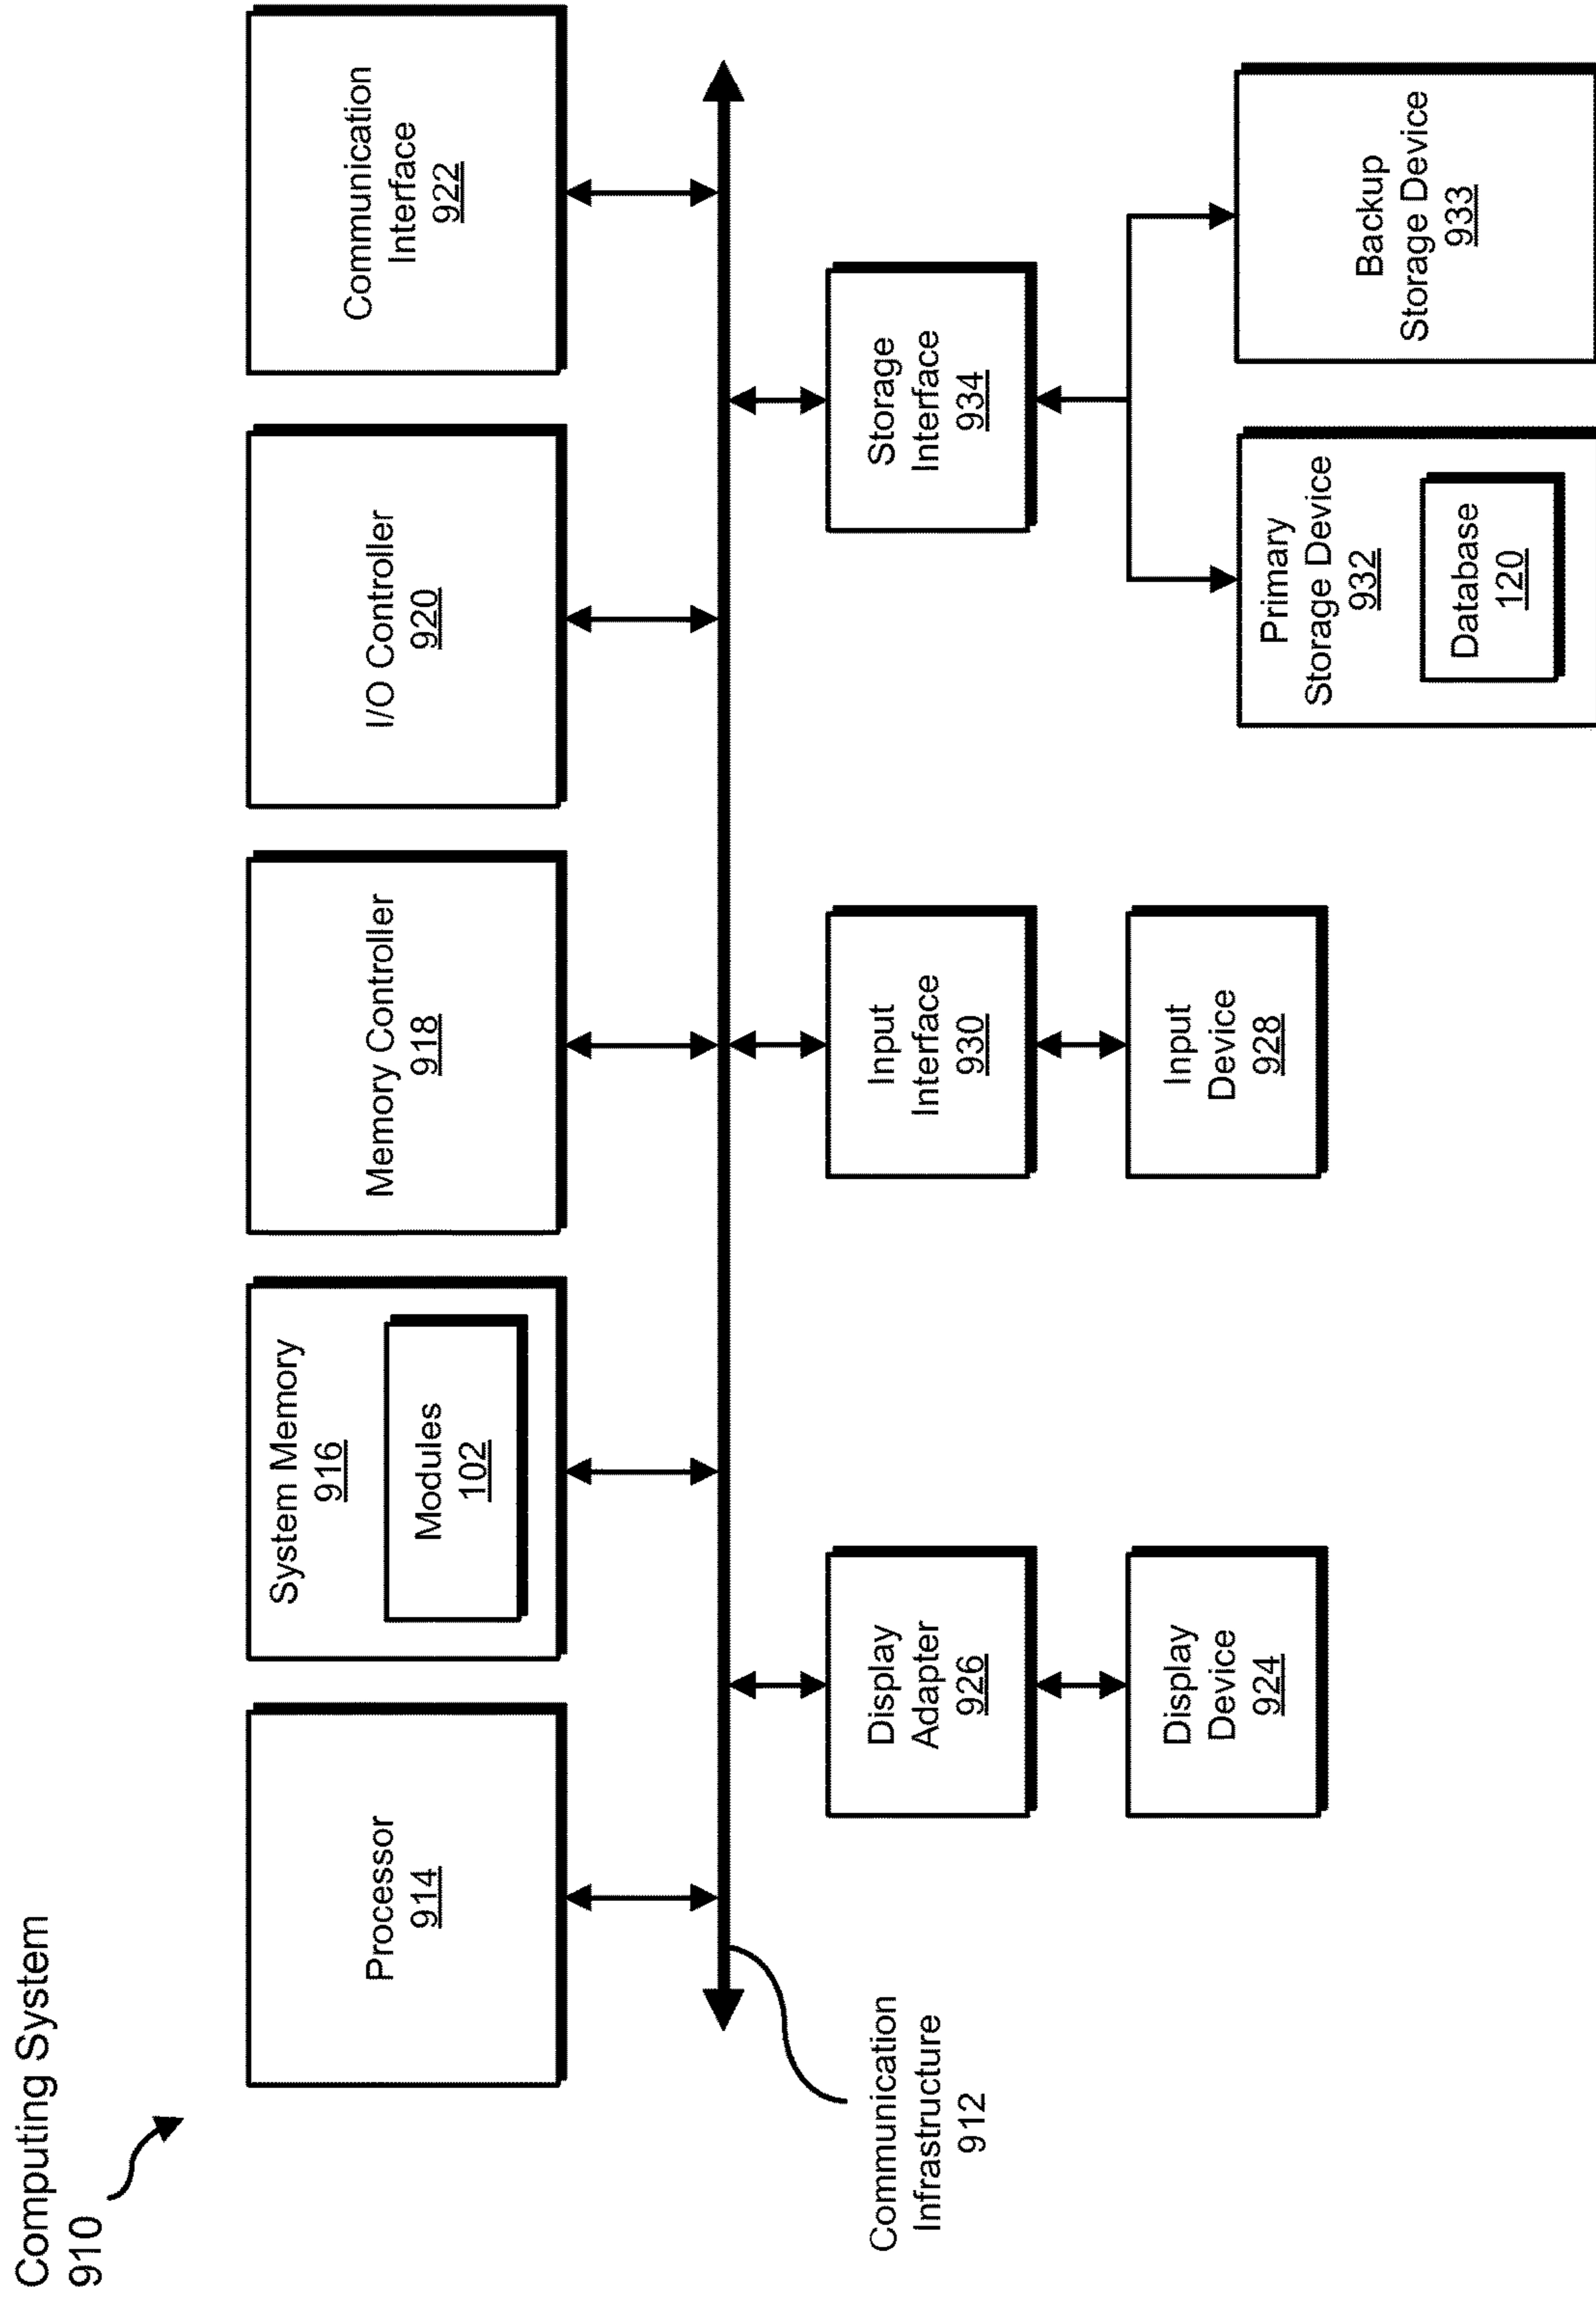 Computing System
910
Processor
914
System Memory
916
Modules
102
Memory Controller
918
I/O Controller
920
Communication
Interface
922
Communication
Infrastructure
912
Display
Adapter
926
Input
Interface
930
Storage
Interface
934
Display
Device
924
Input
Device
928
Primary
Storage Device
932
Database
120
Backup
Storage Device
933